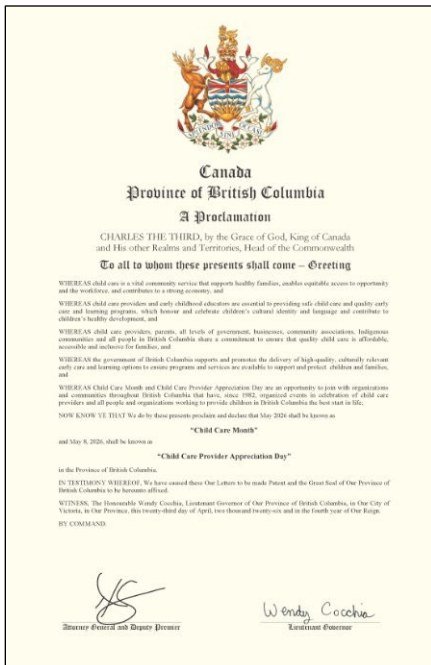 SPLENDOR SINE OCCASU
Canada
Province of British Columbia
A Proclamation
CHARLES THE THIRD, by the Grace of God, King of Canada
and His other Realms and Territories, Head of the Commonwealth
To all to whom these presents shall come – Greeting
WHEREAS child care is a vital community service that supports healthy families, enables equitable access to opportunity
and the workforce, and contributes to a strong economy, and
WHEREAS child care providers and early childhood educators are essential to providing safe child care and quality early
care and learning programs, which honour and celebrate children's cultural identity and language and contribute to
children's healthy development, and
WHEREAS child care providers, parents, all levels of government, businesses, community associations, Indigenous
communities and all people in British Columbia share a commitment to ensure that quality child care is affordable,
accessible and inclusive for families, and
WHEREAS the government of British Columbia supports and promotes the delivery of high-quality, culturally relevant
early care and learning options to ensure programs and services are available to support and protect children and families,
and
WHEREAS Child Care Month and Child Care Provider Appreciation Day are an opportunity to join with organizations
and communities throughout British Columbia that have, since 1982, organized events in celebration of child care
providers and all people and organizations working to provide children in British Columbia the best start in life.
NOW KNOW YE THAT We do by these presents proclaim and declare that May 2026 shall be known as
"Child Care Month"
and May 8, 2026, shall be known as
"Child Care Provider Appreciation Day"
in the Province of British Columbia.
IN TESTIMONY WHEREOF, We have caused these Our Letters to be made Patent and the Great Seal of Our Province of
British Columbia to be hereunto affixed.
WITNESS, The Honourable Wendy Cocchia, Lieutenant Governor of Our Province of British Columbia, in Our City of
Victoria, in Our Province, this twenty-third day of April, two thousand twenty-six and in the fourth year of Our Reign.
BY COMMAND.
Wendy Cocchia
Attorney General and Deputy Premier
Lieutenant Governor